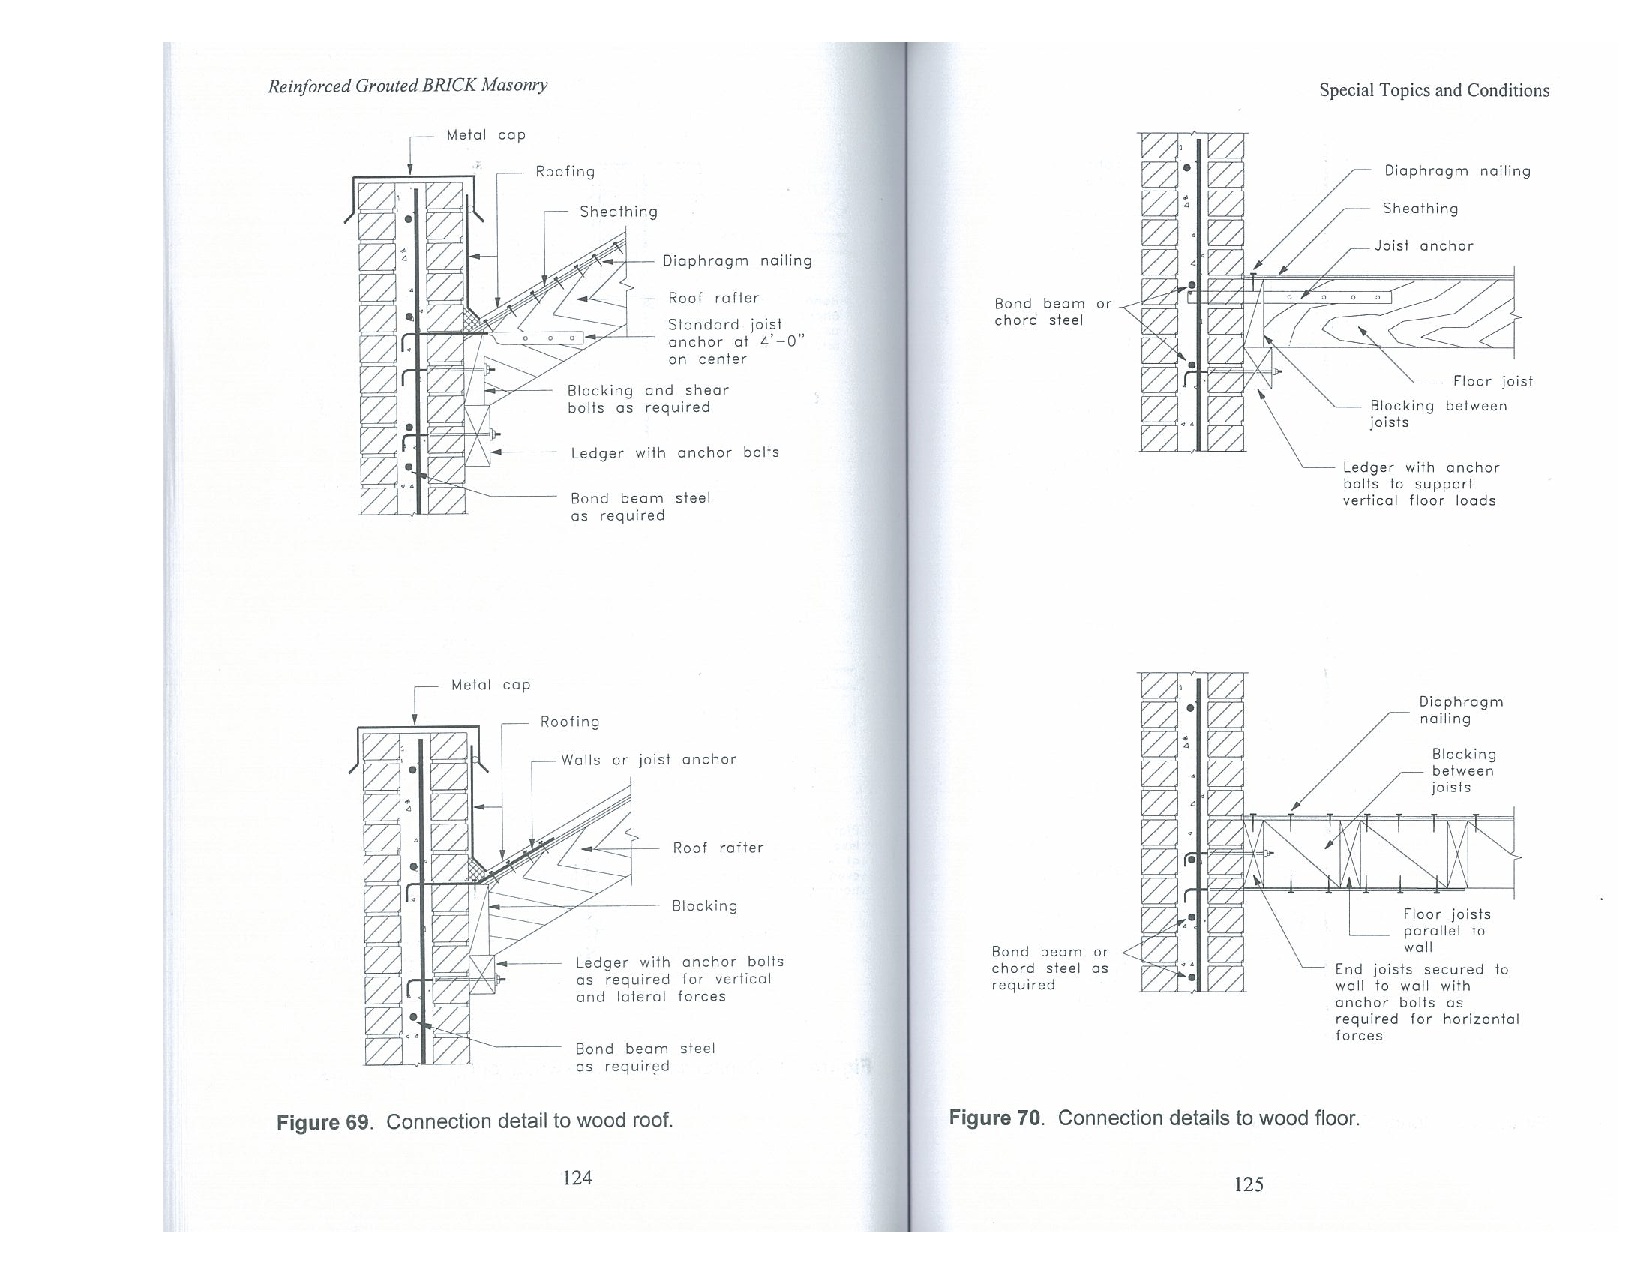 Reinforced Grouted BRICK Masonry
Metal cap
Roofing
Sheathing
Diaphragm nailing
Roof rafter
Standard joist
anchor at 4'-0"
on center
Blocking and shear
bolts as required
Ledger with anchor bolts
Bond beam steel
as required
Metal cap
Roofing
Walls or joist anchor
Roof rafter
Blocking
Ledger with anchor bolts
as required for vertical
and lateral forces
Bond beam steel
as required
Figure 69. Connection detail to wood roof.
124
Special Topics and Conditions
Diaphragm nailing
Sheathing
Joist anchor
Bond beam or
chord steel
Floor joist
Blocking between
joists
Ledger with anchor
bolts to support
vertical floor loads
Diaphragm
nailing
Blocking
between
joists
Floor joists
parallel to
wall
Bond beam or
chord steel as
required
End joists secured to
wall to wall with
anchor bolts as
required for horizontal
forces
Figure 70. Connection details to wood floor.
125